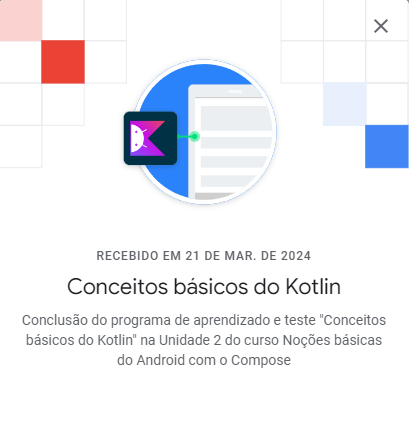 RECEBIDO EM 21 DE MAR. DE 2024
Conceitos básicos do Kotlin
Conclusão do programa de aprendizado e teste "Conceitos
básicos do Kotlin" na Unidade 2 do curso Noções básicas
do Android com o Compose